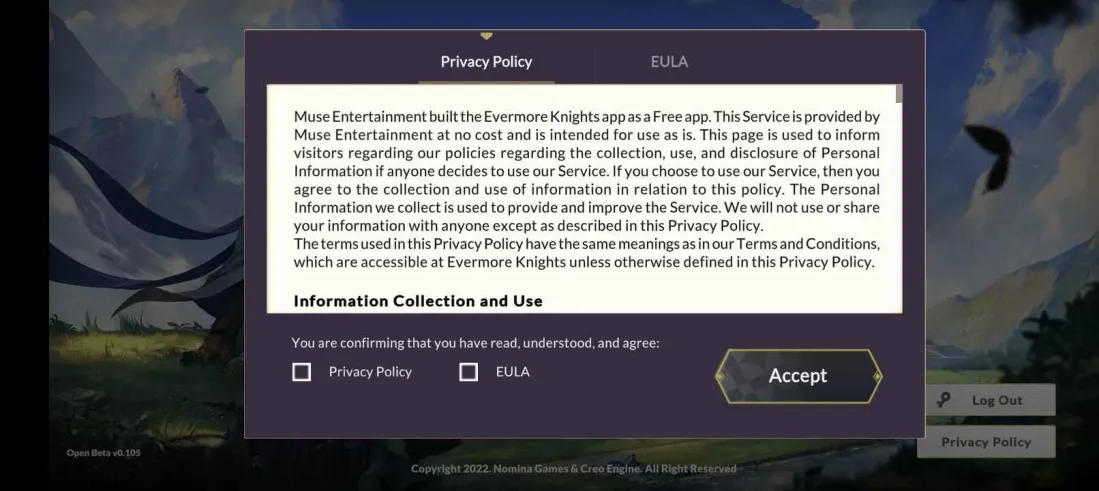 Privacy Policy
EULA
Muse Entertainment built the Evermore Knights app as a Free app. This Service is provided by
Muse Entertainment at no cost and is intended for use as is. This page is used to inform
visitors regarding our policies regarding the collection, use, and disclosure of Personal
Information if anyone decides to use our Service. If you choose to use our Service, then you
agree to the collection and use of information in relation to this policy. The Personal
Information we collect is used to provide and improve the Service. We will not use or share
your information with anyone except as described in this Privacy Policy.
The terms used in this Privacy Policy have the same meanings as in our Terms and Conditions,
which are accessible at Evermore Knights unless otherwise defined in this Privacy Policy.
Information Collection and Use
You are confirming that you have read, understood, and agree:
Privacy Policy
EULA
Accept
Log Out
Privacy Policy
Open Beta v0.105
Copyright 2022. Nomina Games & Creo Engine. All Right Reserved